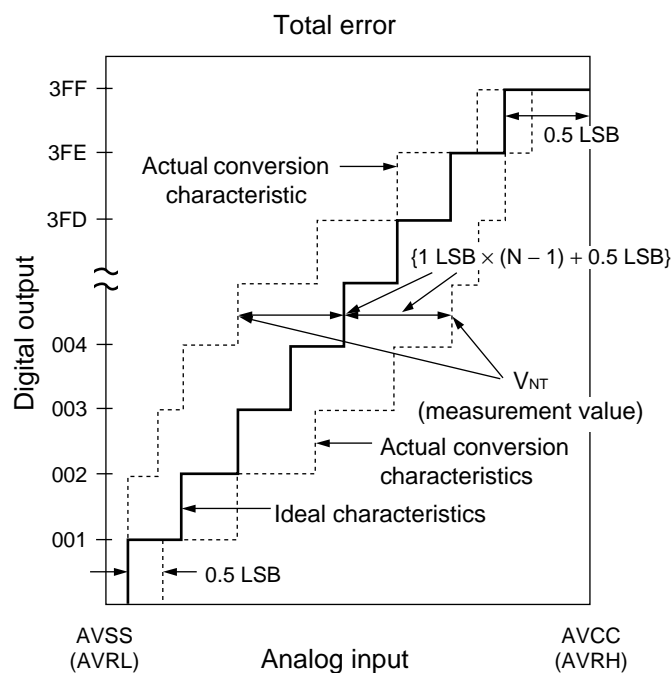 Total error
3FF
3FE
3FD
004
003
002
001
Digital output
0.5 LSB
Actual conversion
characteristic
{1 LSB × (N − 1) + 0.5 LSB}
VNT
(measurement value)
Actual conversion
characteristics
Ideal characteristics
0.5 LSB
AVSS
(AVRL)
Analog input
AVCC
(AVRH)